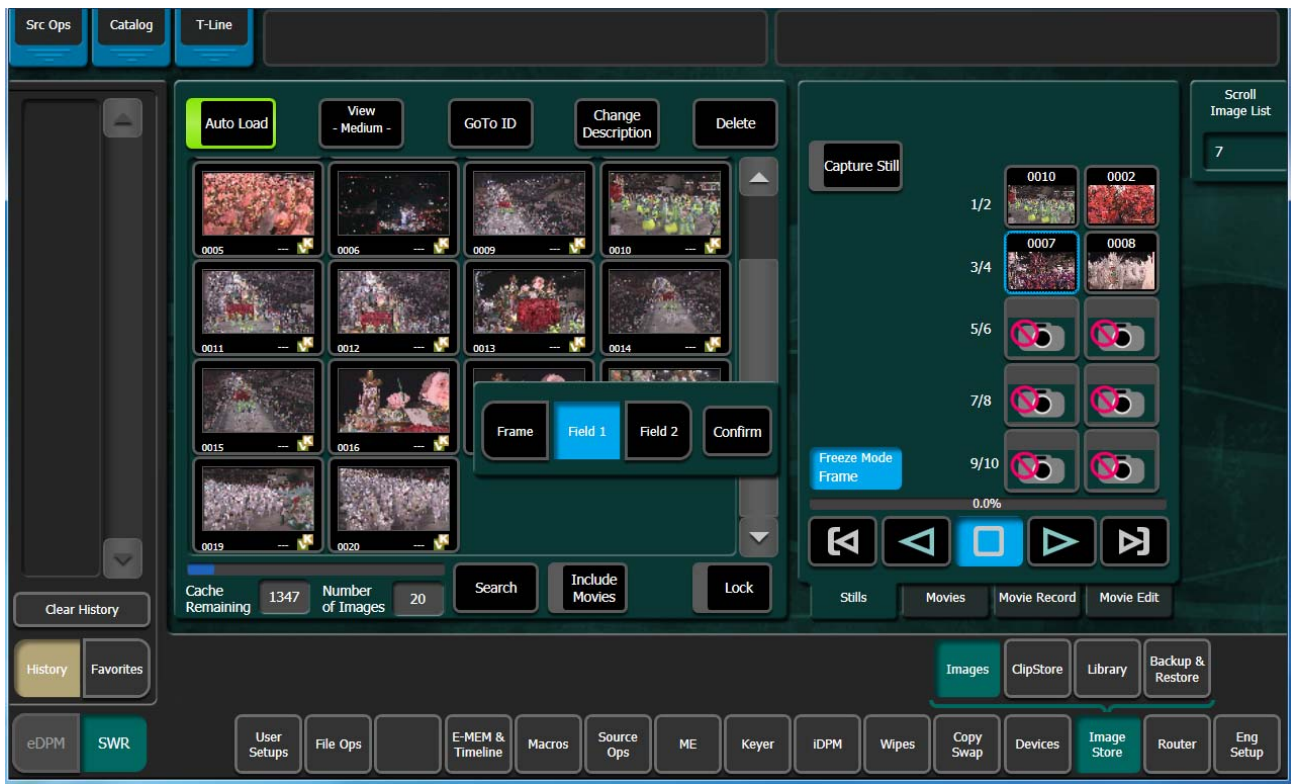 Src Ops
Catalog
T-Line
Scroll
Image List
7
Auto Load
View
- Medium -
GoTo ID
Change
Description
Delete
Capture Still
0005 ---
0006 ---
0009 ---
0010 ---
0011 ---
0012 ---
0013 ---
0014 ---
0015 ---
0016 ---
0019 ---
0020 ---
Frame
Field 1
Field 2
Confirm
1/2
0010
0002
3/4
0007
0008
5/6
7/8
9/10
Freeze Mode
Frame
0.0%
Cache
Remaining
1347
Number
of Images
20
Search
Include
Movies
Lock
Stills
Movies
Movie Record
Movie Edit
Clear History
History
Favorites
Images
ClipStore
Library
Backup &
Restore
eDPM
SWR
User
Setups
File Ops
E-MEM &
Timeline
Macros
Source
Ops
ME
Keyer
iDPM
Wipes
Copy
Swap
Devices
Image
Store
Router
Eng
Setup